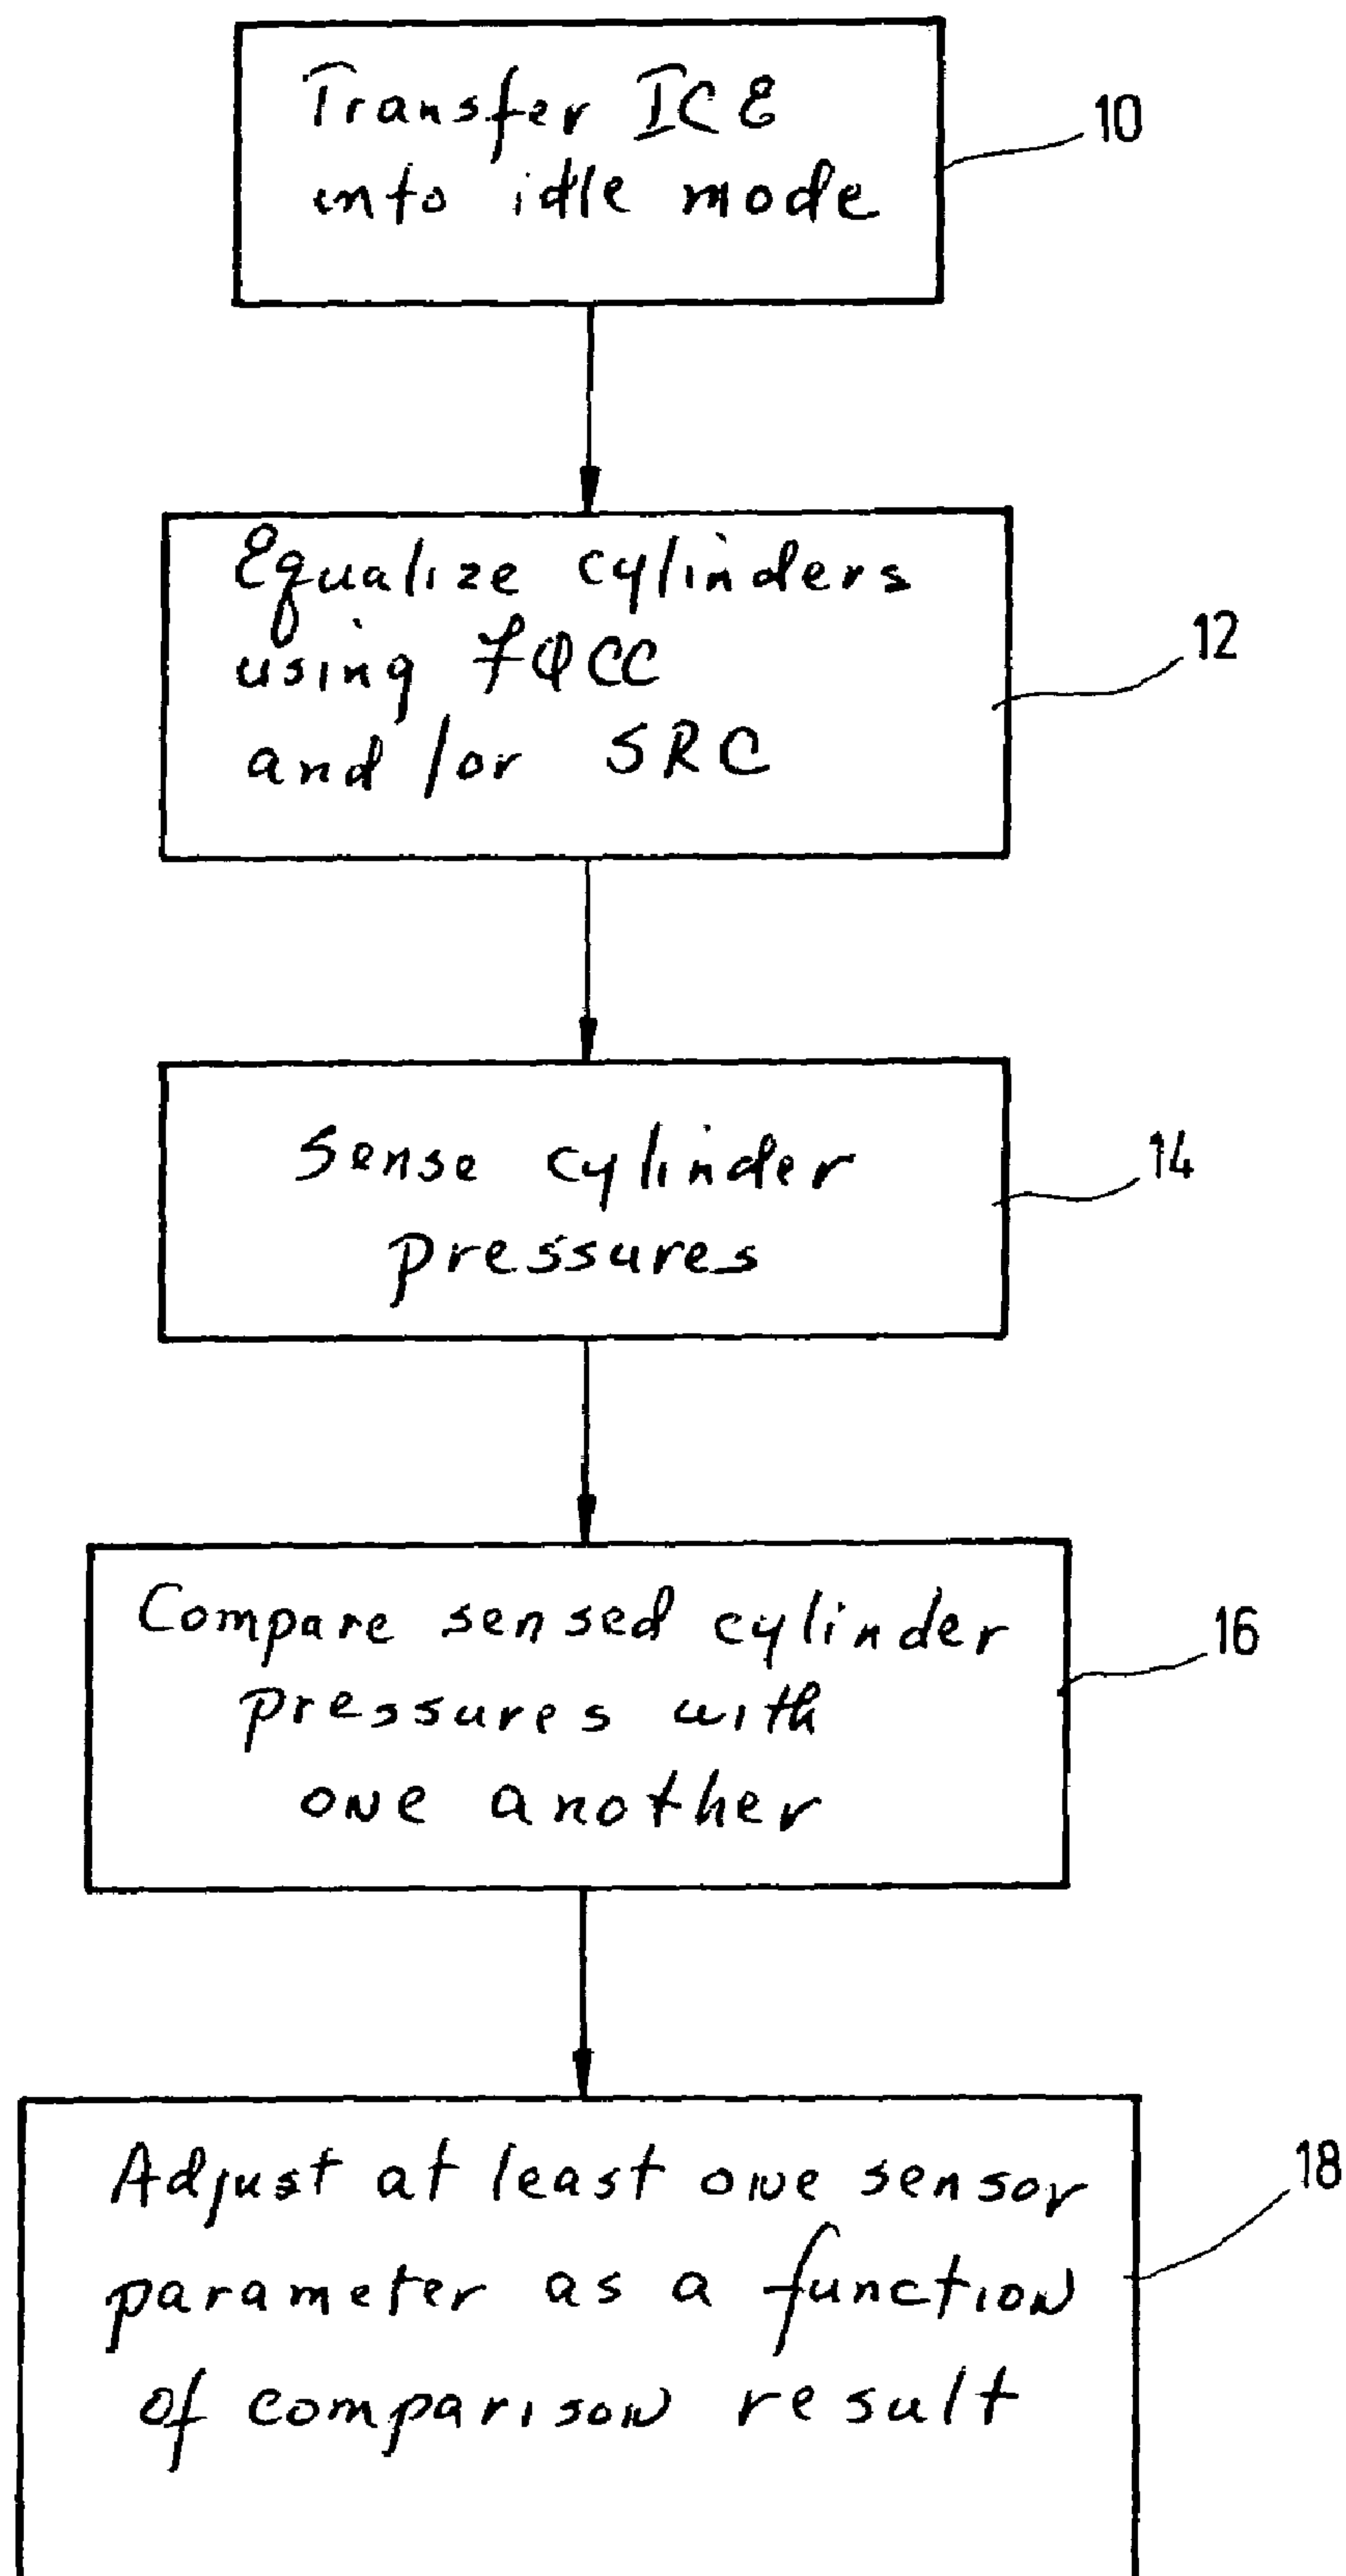 Transfer ICE
into idle mode
10
Equalize cylinders
using FQCC
and/or SRC
12
Sense cylinder
pressures
14
Compare sensed cylinder
pressures with
one another
16
Adjust at least one sensor
parameter as a function
of comparison result
18